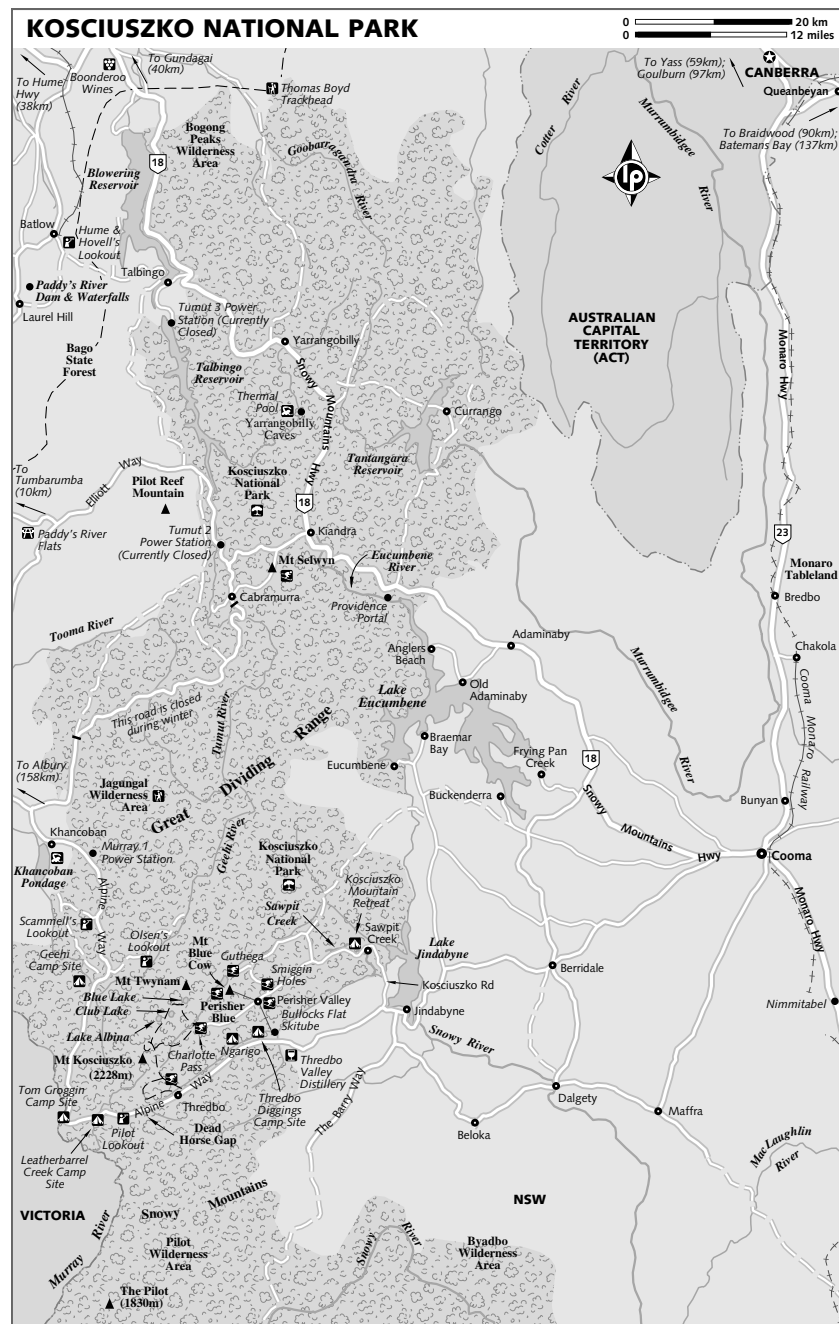 KOSCIUSZKO NATIONAL PARK
0 20 km
0 12 miles
To Hume
Hwy
(38km)
Boonderoo
Wines
To Gundagai
(40km)
Thomas Boyd
Trackhead
To Yass (59km);
Goulburn (97km)
CANBERRA
Queanbeyan
To Braidwood (90km);
Batemans Bay (137km)
Cotter River
Murrumbidgee
River
Bogong
Peaks
Wilderness
Area
Goobarragandra
River
18
Blowering
Reservoir
lp
Batlow
Hume &
Hovell's
Lookout
Talbingo
Paddy's River
Dam & Waterfalls
Laurel Hill
Tumut 3 Power
Station (Currently
Closed)
AUSTRALIAN
CAPITAL
TERRITORY
(ACT)
Monaro Hwy
Bago
State
Forest
Yarrangobilly
Talbingo
Reservoir
Snowy
Mountains
Hwy
Thermal
Pool
Yarrangobilly
Caves
Currango
Tantangara
Reservoir
To
Tumbarumba
(10km)
Elliott Way
Pilot Reef
Mountain
Kosciuszko
National
Park
18
Paddy's River
Flats
Tumut 2
Power Station
(Currently Closed)
Kiandra
23
Mt Selwyn
Eucumbene
River
Monaro
Tableland
Cabramurra
Providence
Portal
Bredbo
Tooma River
Anglers
Beach
Adaminaby
Chakola
Murrumbidgee
River
Old
Adaminaby
Lake
Eucumbene
Cooma Monaro Railway
This road is closed
during winter
Tumut River
Braemar
Bay
Frying Pan
Creek
18
To Albury
(158km)
Eucumbene
Great Dividing Range
Jagungal
Wilderness
Area
Buckenderra
Snowy
Mountains
Hwy
Bunyan
Khancoban
Murray 1
Power Station
Geehi River
Kosciuszko
National
Park
Cooma
Khancoban
Pondage
Alpine
Way
Kosciuszko
Mountain
Retreat
Monaro Hwy
Scammell's
Lookout
Sawpit
Creek
Sawpit
Creek
Olsen's
Lookout
Mt
Blue
Cow
Guthega
Lake
Jindabyne
Geehi
Camp Site
Smiggin
Holes
Berridale
Mt Twynam
Kosciuszko Rd
Blue Lake
Perisher
Blue
Perisher Valley
Nimmitabel
Club Lake
Bullocks Flat
Skitube
Jindabyne
Lake Albina
Snowy River
Mt Kosciuszko
(2228m)
Charlotte
Pass
Ngarigo
Thredbo
Valley
Distillery
Tom Groggin
Camp Site
Alpine Way
Thredbo
Thredbo
Diggings
Camp Site
The Barry Way
Dalgety
Maffra
Pilot
Lookout
Dead
Horse Gap
Beloka
Leatherbarrel
Creek Camp
Site
MacLaughlin
River
Snowy Mountains
NSW
VICTORIA
Murray River
Pilot
Wilderness
Area
Snowy River
Byadbo
Wilderness
Area
The Pilot
(1830m)